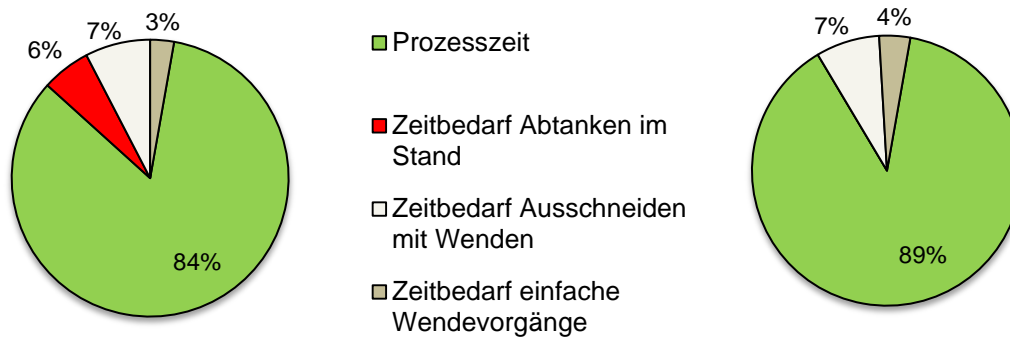 3%
7%
6%
84%
Prozesszeit
Zeitbedarf Abtanken im
Stand
Zeitbedarf Ausschneiden
mit Wenden
Zeitbedarf einfache
Wendevorgänge
4%
7%
89%